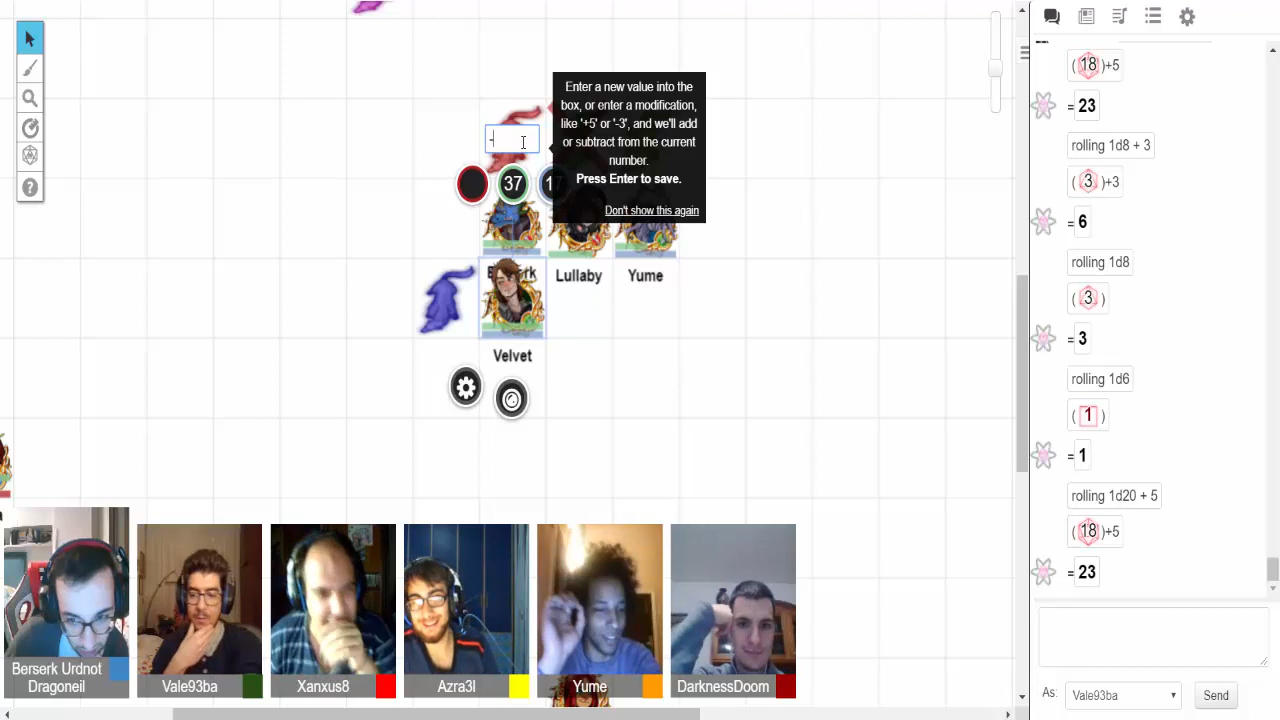 Enter a new value into the
box, or enter a modification,
like '+5' or '-3', and we'll add
or subtract from the current
number.
Press Enter to save.
Don't show this again
-
37
Lullaby
Yume
Velvet
(18)+5
= 23
rolling 1d8 + 3
(3)+3
= 6
rolling 1d8
(3)
= 3
rolling 1d6
(1)
= 1
rolling 1d20 + 5
(18)+5
= 23
As: Vale93ba
Send
Berserk Urdnot
Dragoneil
Vale93ba
Xanxus8
Azra3l
Yume
DarknessDoom